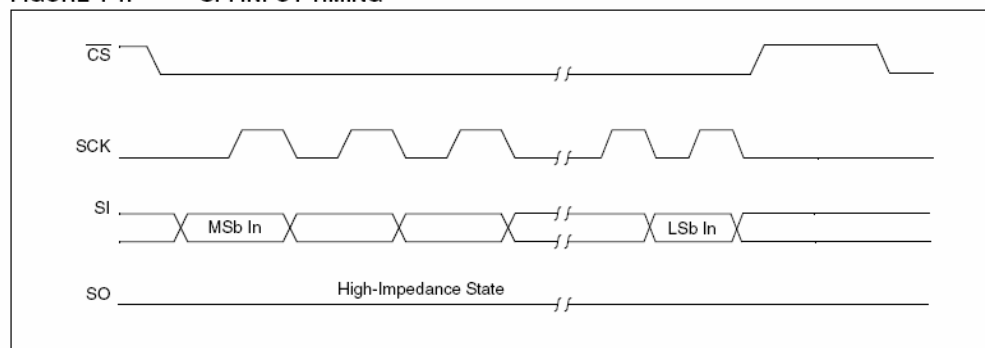 CS
SCK
SI
MSb In
LSb In
SO
High-Impedance State